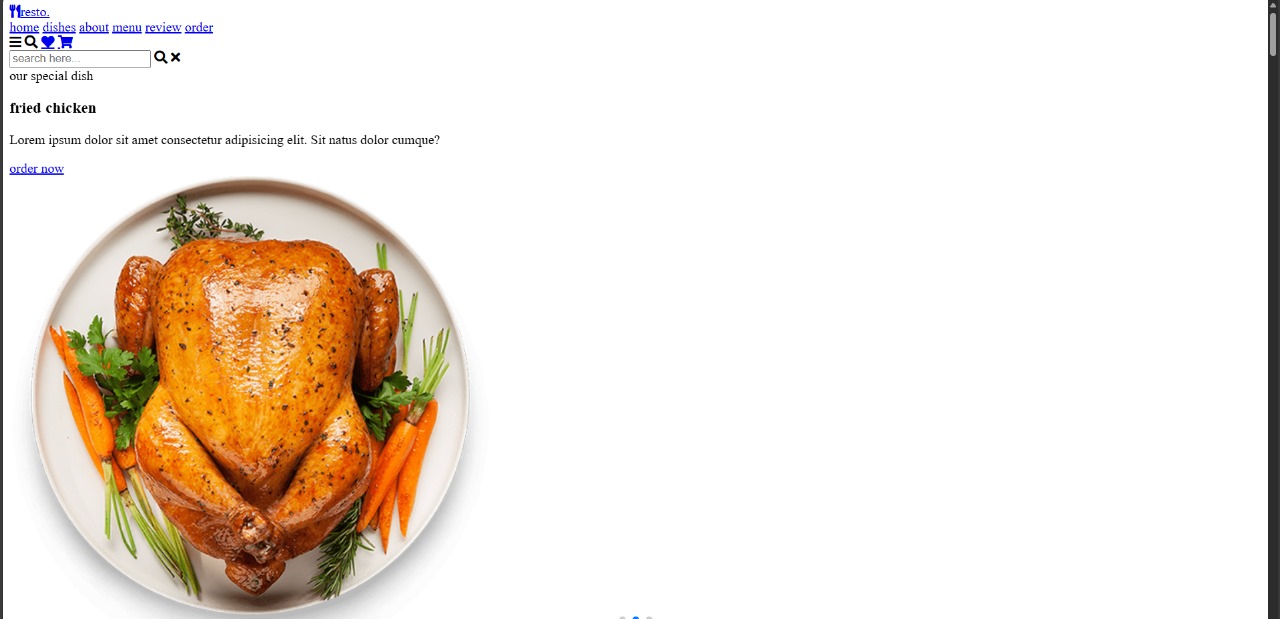 resto.
home dishes about menu review order
search here...
our special dish
fried chicken
Lorem ipsum dolor sit amet consectetur adipisicing elit. Sit natus dolor cumque?
order now